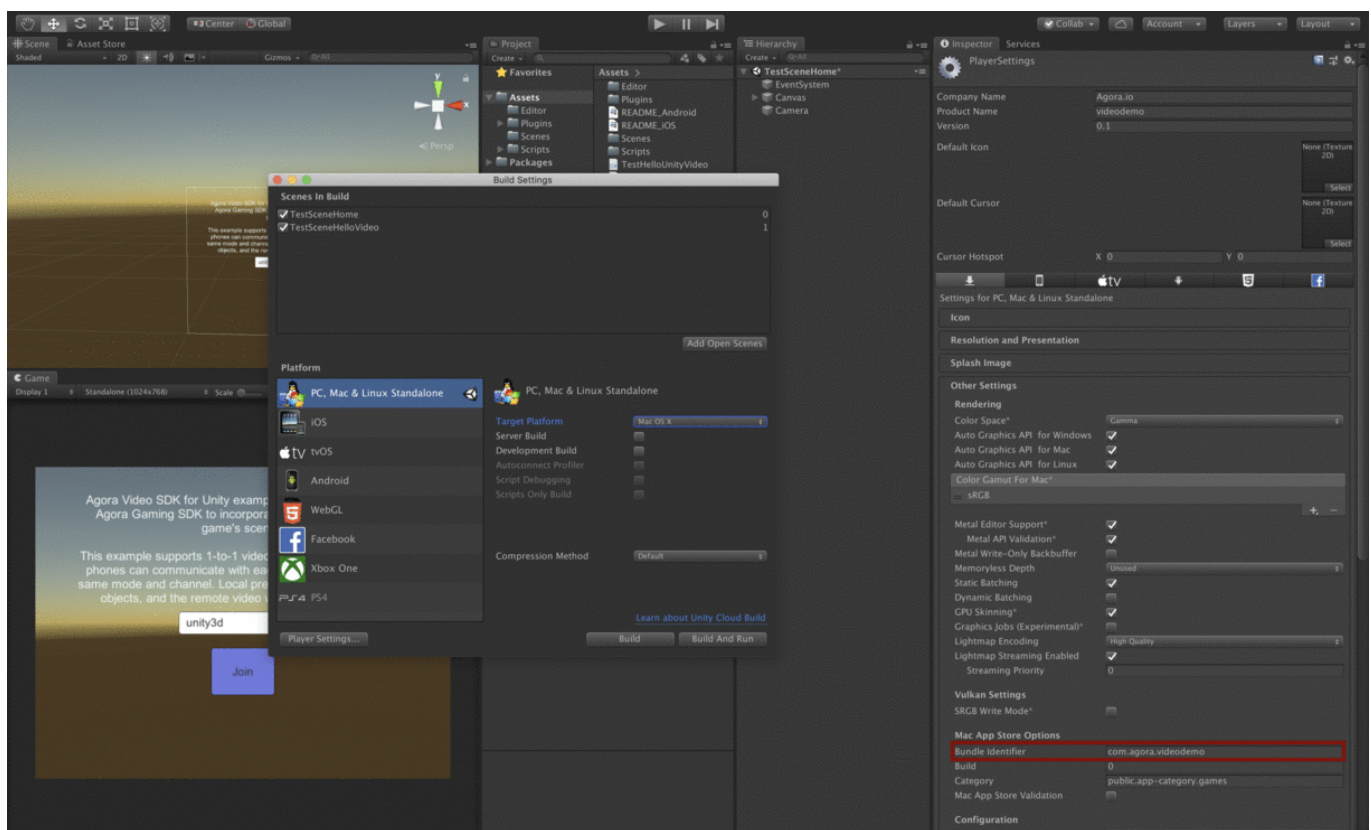 Center Global
Collab Account Layers Layout
Scene Asset Store
Shaded 2D Gizmos All
y
x
Persp
Project
Create
Favorites
Assets
Editor
Plugins
Scenes
Scripts
Packages
Assets >
Editor
Plugins
README_Android
README_iOS
Scenes
Scripts
TestHelloUnityVideo
Hierarchy
Create All
TestSceneHome*
EventSystem
Canvas
Camera
Build Settings
Scenes In Build
TestSceneHome 0
TestSceneHelloVideo 1
Add Open Scenes
Platform
PC, Mac & Linux Standalone
iOS
tv tvOS
Android
WebGL
Facebook
Xbox One
PS4 PS4
PC, Mac & Linux Standalone
Target Platform Mac OS X
Server Build
Development Build
Autoconnect Profiler
Script Debugging
Scripts Only Build
Compression Method Default
Learn about Unity Cloud Build
Player Settings... Build Build And Run
Game
Display 1 Standalone (1024x768) Scale
Agora Video SDK for Unity examp
Agora Gaming SDK to incorpora
game's scen
This example supports 1-to-1 video
phones can communicate with ea
same mode and channel. Local pre
objects, and the remote video
unity3d
Join
Inspector Services
PlayerSettings
Company Name Agora.io
Product Name videodemo
Version 0.1
Default Icon None (Texture
2D)
Select
Default Cursor None (Texture
2D)
Select
Cursor Hotspot X 0 Y 0
tv
Settings for PC, Mac & Linux Standalone
Icon
Resolution and Presentation
Splash Image
Other Settings
Rendering
Color Space* Gamma
Auto Graphics API for Windows
Auto Graphics API for Mac
Auto Graphics API for Linux
Color Gamut For Mac*
sRGB
Metal Editor Support*
Metal API Validation*
Metal Write-Only Backbuffer
Memoryless Depth Unused
Static Batching
Dynamic Batching
GPU Skinning*
Graphics Jobs (Experimental)*
Lightmap Encoding High Quality
Lightmap Streaming Enabled
Streaming Priority 0
Vulkan Settings
SRGB Write Mode*
Mac App Store Options
Bundle Identifier com.agora.videodemo
Build 0
Category public.app-category.games
Mac App Store Validation
Configuration